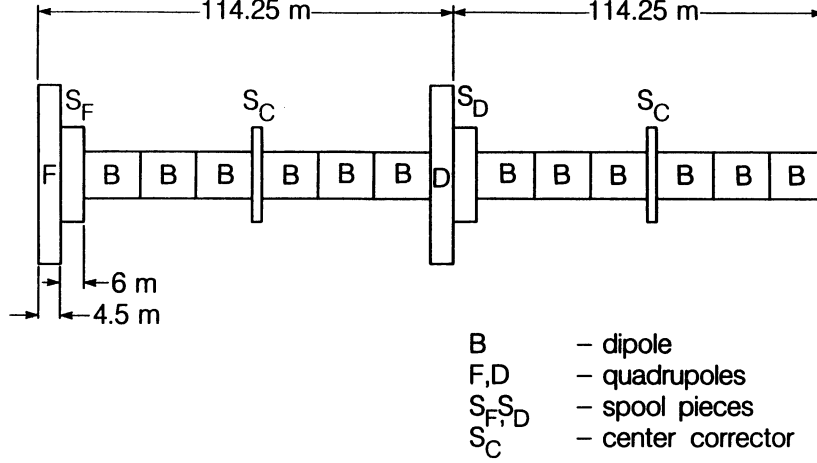 114.25 m 114.25 m
S_F S_C S_D S_C
F B B B B B B D B B B B B B
6 m
4.5 m
B – dipole
F,D – quadrupoles
S_F,S_D – spool pieces
S_C – center corrector